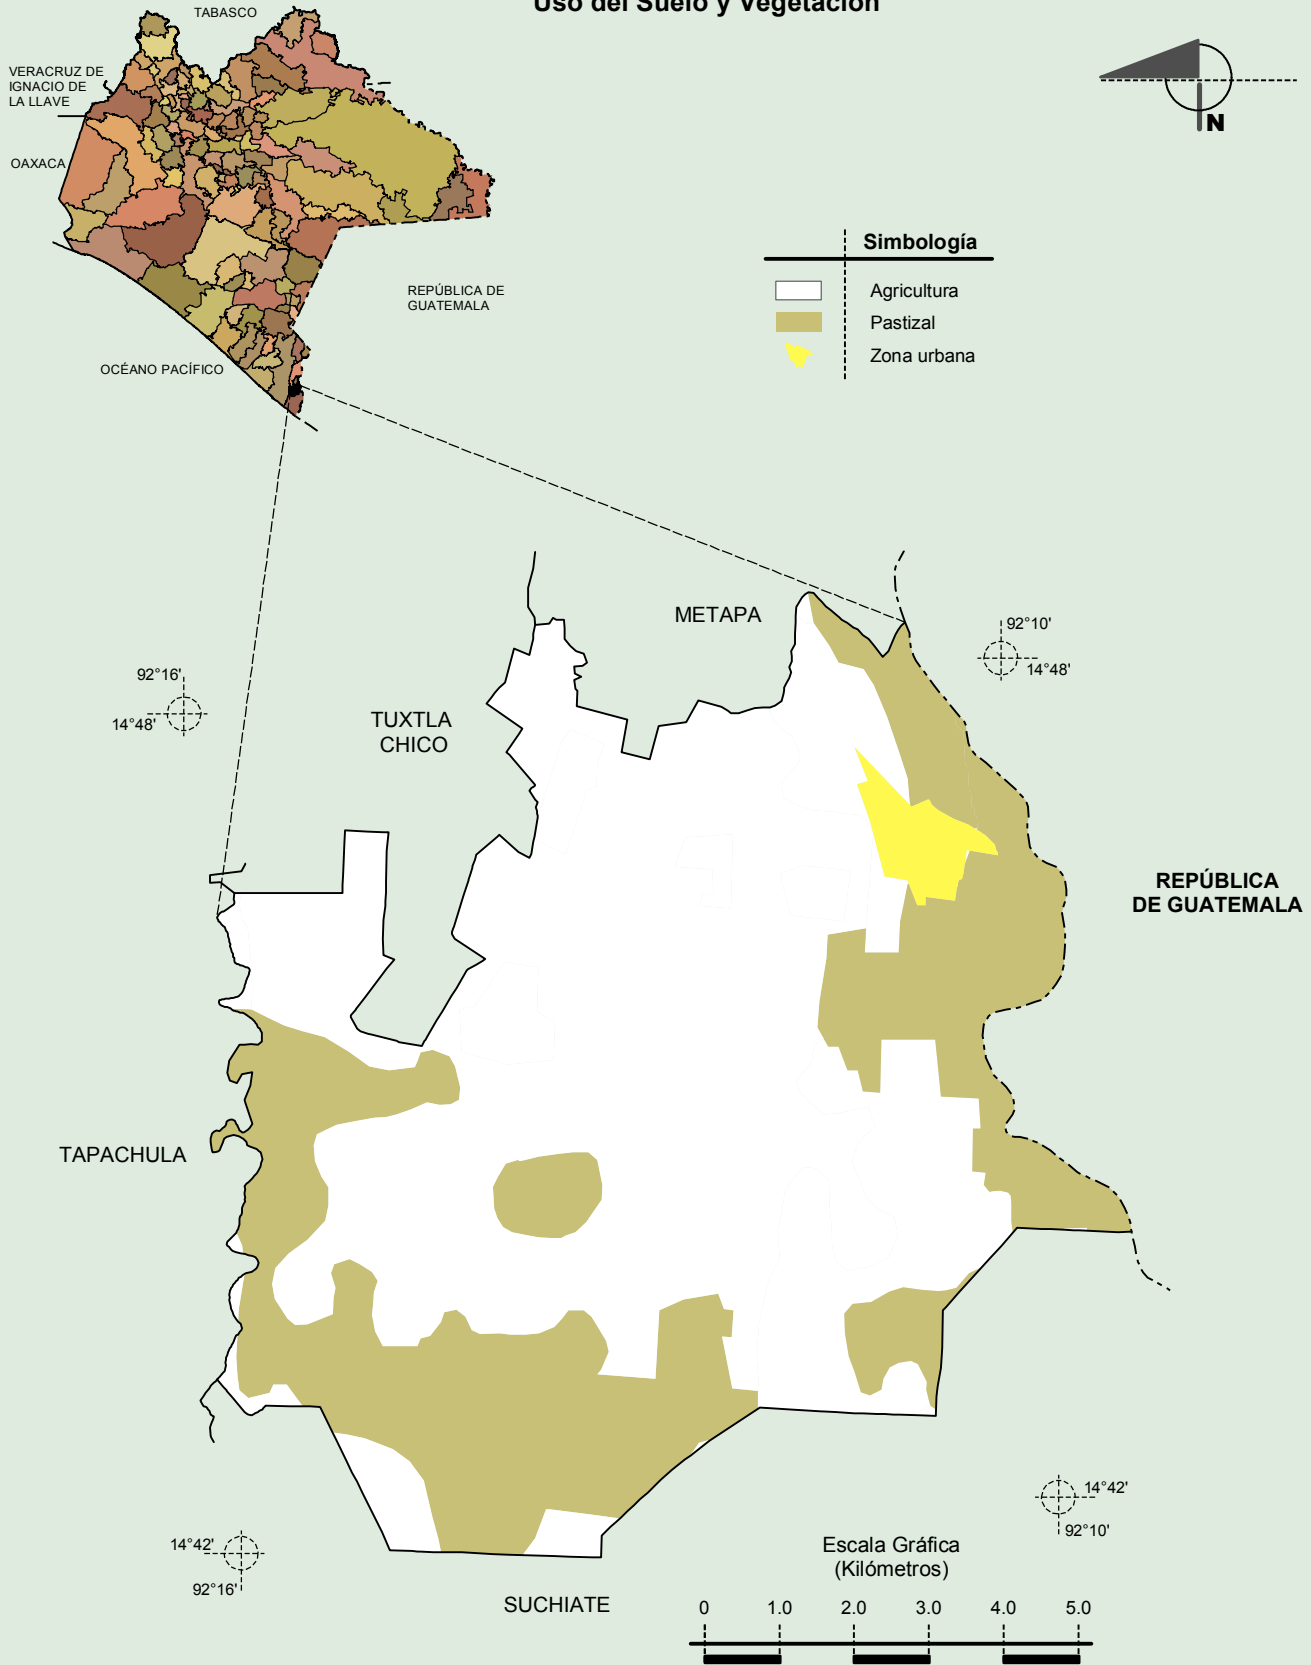 Uso del Suelo y Vegetación
TABASCO
VERACRUZ DE
IGNACIO DE
LA LLAVE
OAXACA
REPÚBLICA DE
GUATEMALA
OCÉANO PACÍFICO
N
Simbología
Agricultura
Pastizal
Zona urbana
METAPA
92°10'
14°48'
92°16'
14°48'
TUXTLA
CHICO
REPÚBLICA
DE GUATEMALA
TAPACHULA
14°42'
92°10'
14°42'
92°16'
SUCHIATE
Escala Gráfica
(Kilómetros)
0 1.0 2.0 3.0 4.0 5.0